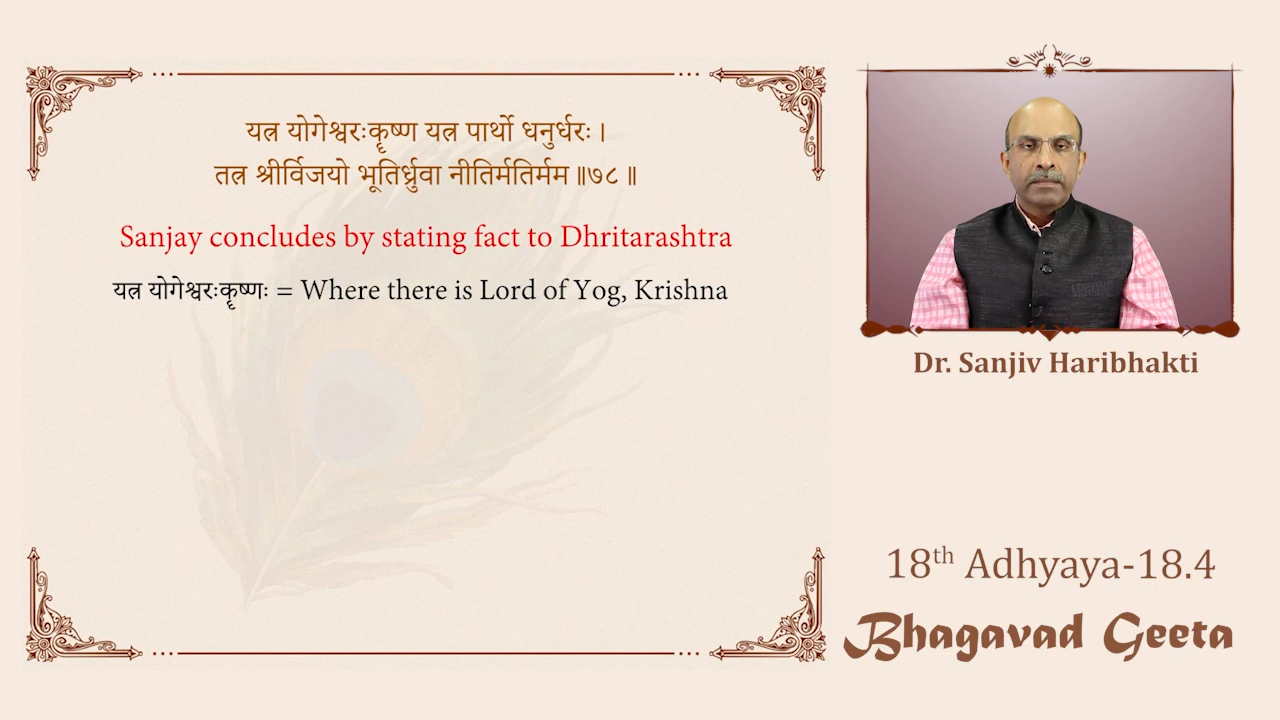 यत्र योगेश्वरःकृॄष्ण यत्र पार्थो धनुर्धरः ।
तत्र श्रीर्विजयो भूतिर्ध्रुवा नीतिर्मतिर्मम ॥७८॥
Sanjay concludes by stating fact to Dhritarashtra
यत्र योगेश्वरःकृॄष्णः = Where there is Lord of Yog, Krishna
Dr. Sanjiv Haribhakti
18th Adhyaya-18.4
Bhagavad Geeta